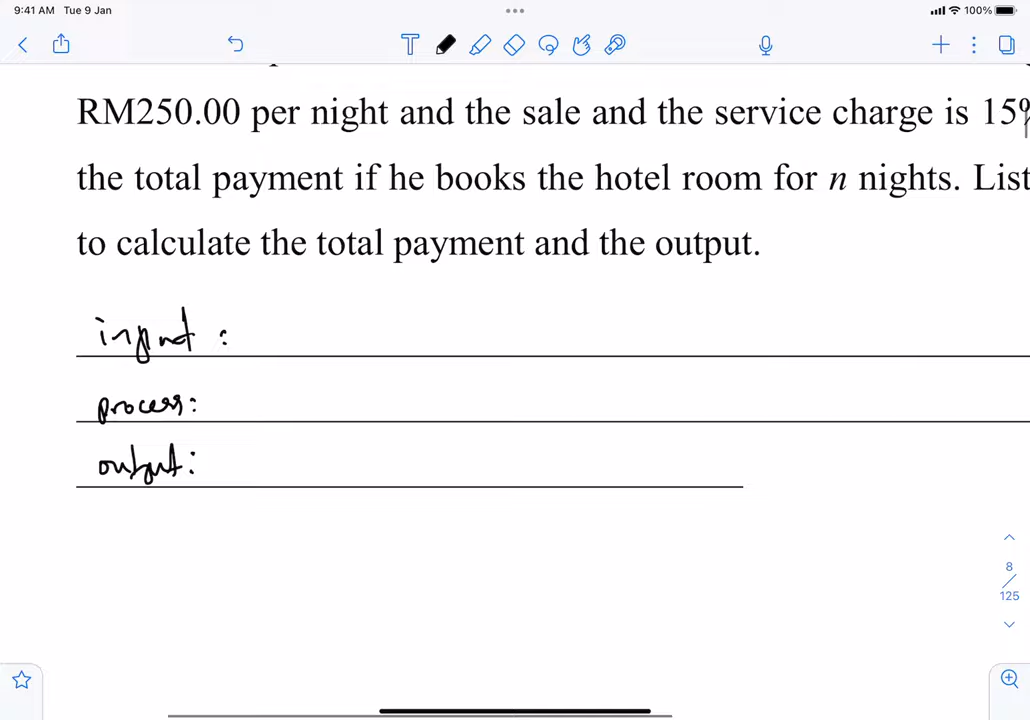 9:41 AM Tue 9 Jan
100%
RM250.00 per night and the sale and the service charge is 15%
the total payment if he books the hotel room for n nights. List
to calculate the total payment and the output.
input :
process:
output:
8
/
125